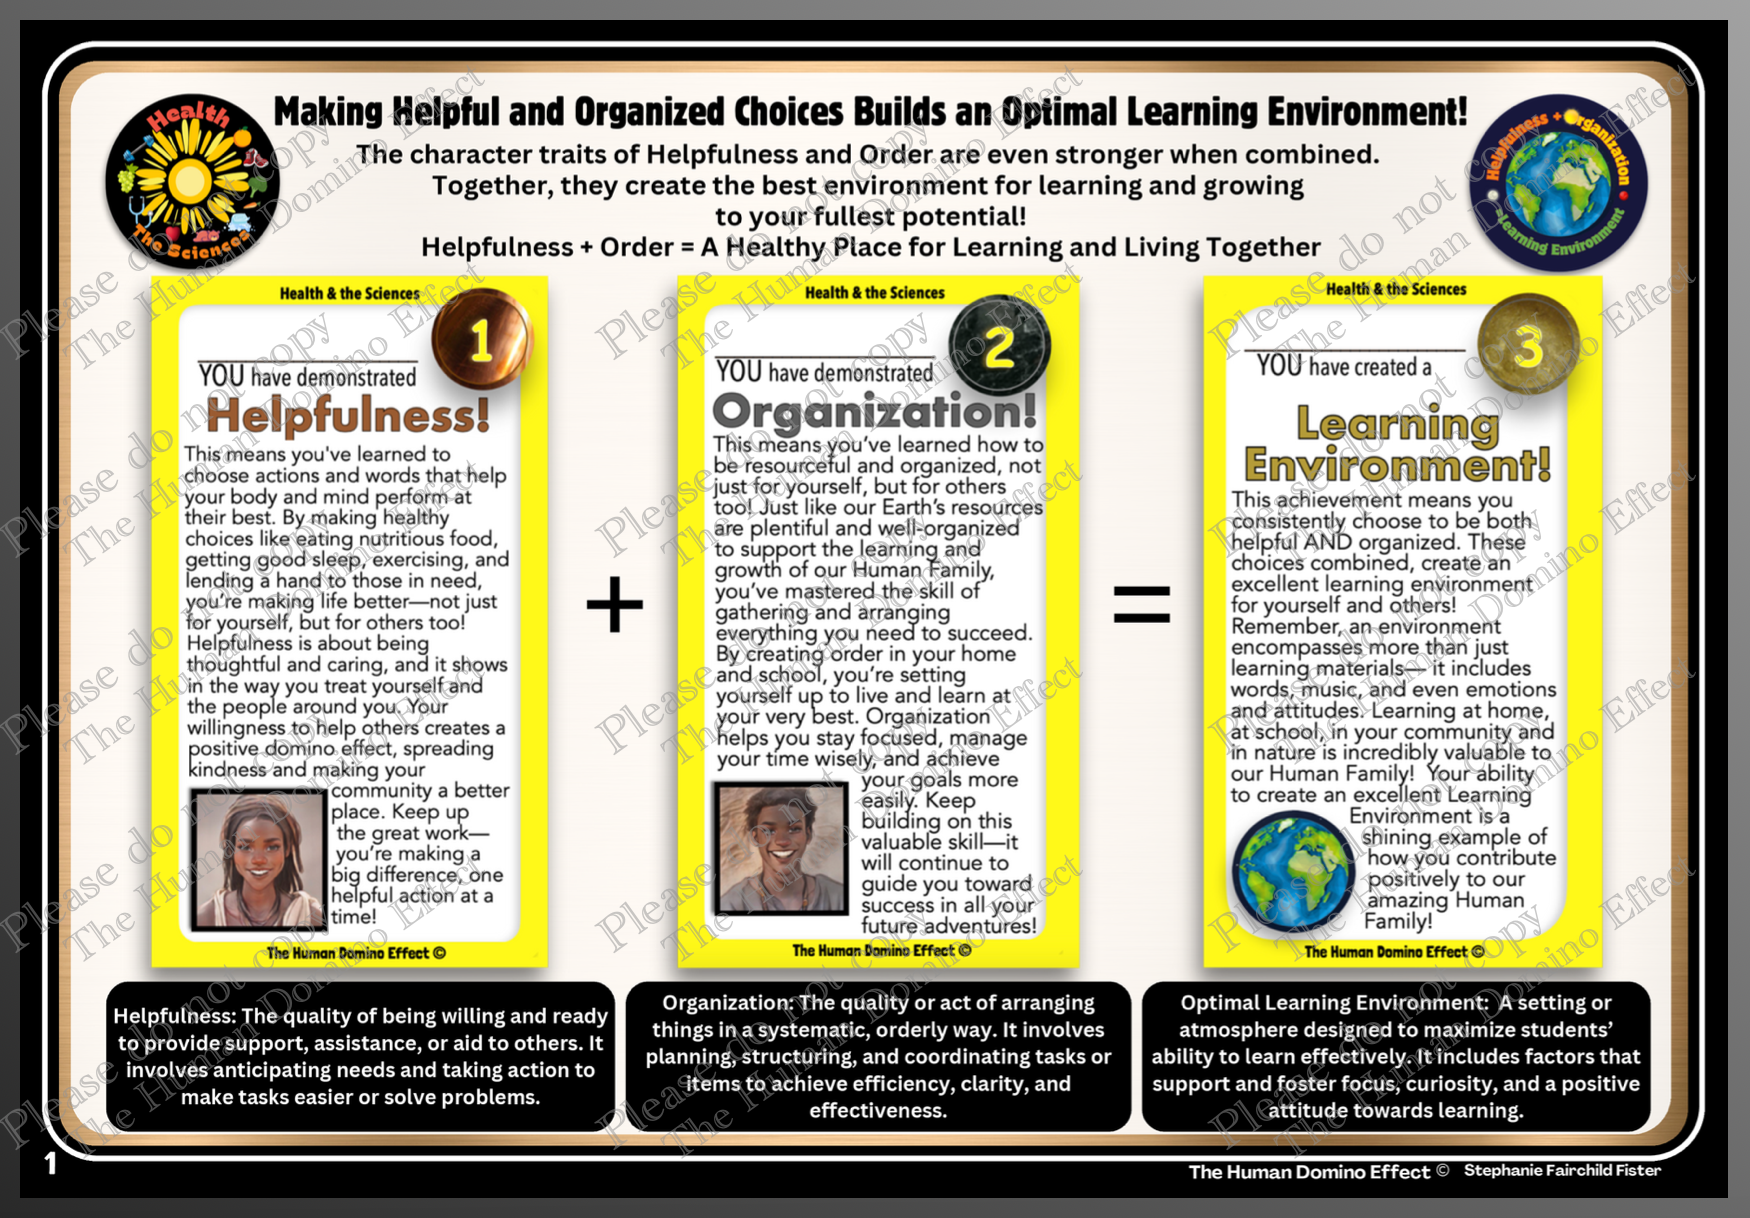 Health
The Sciences
Making Helpful and Organized Choices Builds an Optimal Learning Environment!
The character traits of Helpfulness and Order are even stronger when combined.
Together, they create the best environment for learning and growing
to your fullest potential!
Helpfulness + Order = A Healthy Place for Learning and Living Together
Helpfulness + Organization
=Learning Environment
Health & the Sciences
1
YOU have demonstrated
Helpfulness!
This means you've learned to
choose actions and words that help
your body and mind perform at
their best. By making healthy
choices like eating nutritious food,
getting good sleep, exercising, and
lending a hand to those in need,
you're making life better—not just
for yourself, but for others too!
Helpfulness is about being
thoughtful and caring, and it shows
in the way you treat yourself and
the people around you. Your
willingness to help others creates a
positive domino effect, spreading
kindness and making your
community a better
place. Keep up
the great work—
you're making a
big difference, one
helpful action at a
time!
The Human Domino Effect ©
+
Health & the Sciences
2
YOU have demonstrated
Organization!
This means you've learned how to
be resourceful and organized, not
just for yourself, but for others
too! Just like our Earth's resources
are plentiful and well-organized
to support the learning and
growth of our Human Family,
you've mastered the skill of
gathering and arranging
everything you need to succeed.
By creating order in your home
and school, you're setting
yourself up to live and learn at
your very best. Organization
helps you stay focused, manage
your time wisely, and achieve
your goals more
easily. Keep
building on this
valuable skill—it
will continue to
guide you toward
success in all your
future adventures!
The Human Domino Effect ©
=
Health & the Sciences
3
YOU have created a
Learning
Environment!
This achievement means you
consistently choose to be both
helpful AND organized. These
choices combined, create an
excellent learning environment
for yourself and others!
Remember, an environment
encompasses more than just
learning materials— it includes
words, music, and even emotions
and attitudes. Learning at home,
at school, in your community and
in nature is incredibly valuable to
our Human Family! Your ability
to create an excellent Learning
Environment is a
shining example of
how you contribute
positively to our
amazing Human
Family!
The Human Domino Effect ©
Helpfulness: The quality of being willing and ready
to provide support, assistance, or aid to others. It
involves anticipating needs and taking action to
make tasks easier or solve problems.
Organization: The quality or act of arranging
things in a systematic, orderly way. It involves
planning, structuring, and coordinating tasks or
items to achieve efficiency, clarity, and
effectiveness.
Optimal Learning Environment: A setting or
atmosphere designed to maximize students'
ability to learn effectively. It includes factors that
support and foster focus, curiosity, and a positive
attitude towards learning.
1
The Human Domino Effect © Stephanie Fairchild Fister
Please do not copy
The Human Domino Effect